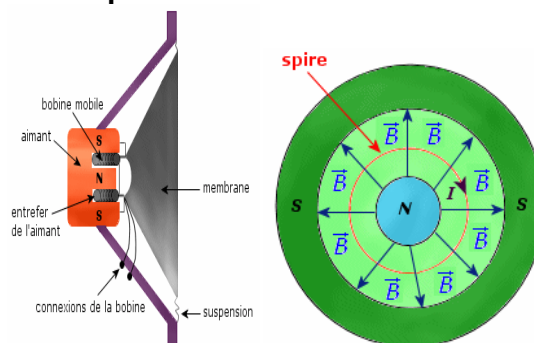 bobine mobile
aimant
S
N
S
entrefer
de l'aimant
membrane
connexions de la bobine
suspension
spire
B
B
B
B
B
B
B
B
B
I
S
N
S